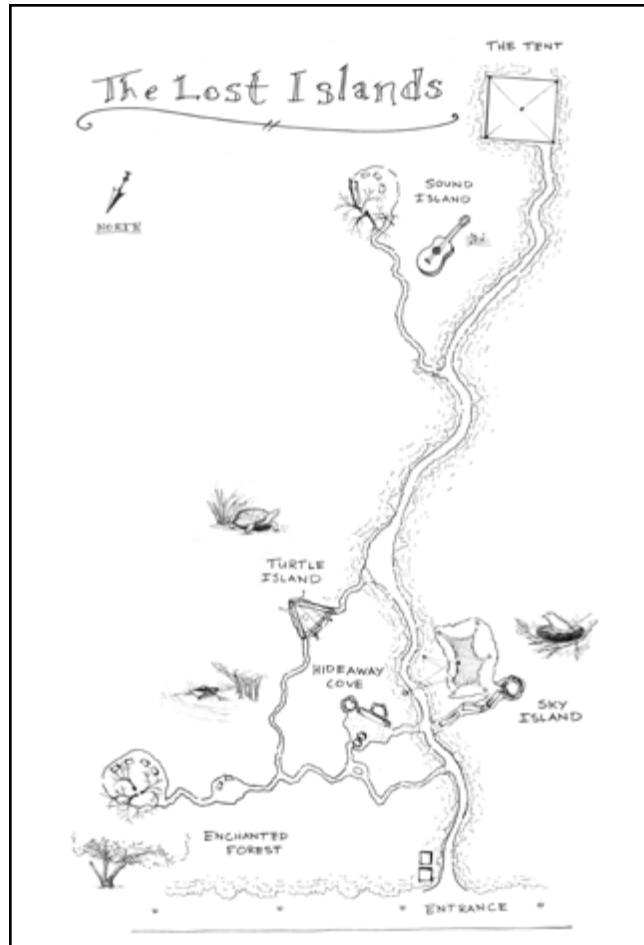 THE TENT
The Lost Islands
SOUND
ISLAND
NORTH
TURTLE
ISLAND
HIDEAWAY
COVE
SKY
ISLAND
ENCHANTED
FOREST
ENTRANCE